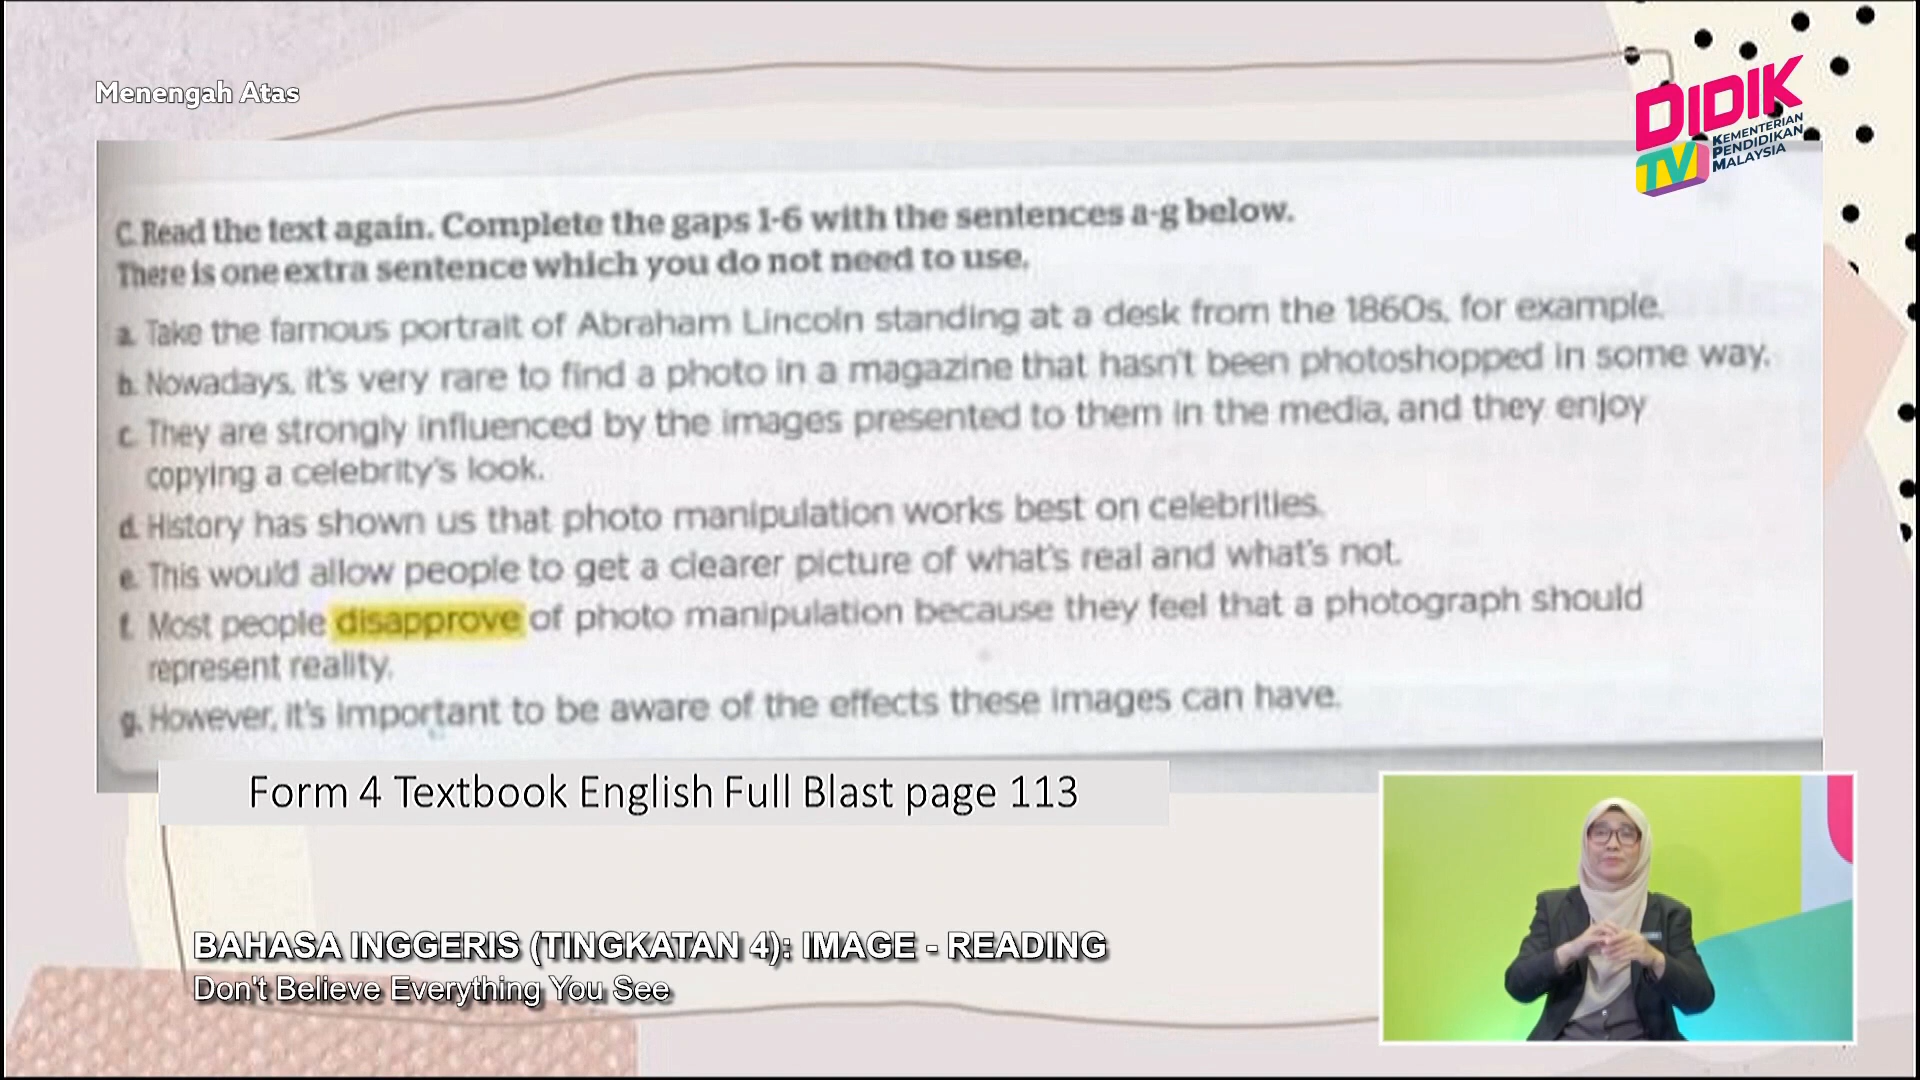 Menengah Atas
DIDIK
TV
KEMENTERIAN
PENDIDIKAN
MALAYSIA
C. Read the text again. Complete the gaps 1-6 with the sentences a-g below.
There is one extra sentence which you do not need to use.
a. Take the famous portrait of Abraham Lincoln standing at a desk from the 1860s, for example.
b. Nowadays, it's very rare to find a photo in a magazine that hasn't been photoshopped in some way.
c. They are strongly influenced by the images presented to them in the media, and they enjoy
copying a celebrity's look.
d. History has shown us that photo manipulation works best on celebrities.
e. This would allow people to get a clearer picture of what's real and what's not.
f. Most people disapprove of photo manipulation because they feel that a photograph should
represent reality.
g. However, it's important to be aware of the effects these images can have.
Form 4 Textbook English Full Blast page 113
BAHASA INGGERIS (TINGKATAN 4): IMAGE - READING
Don't Believe Everything You See